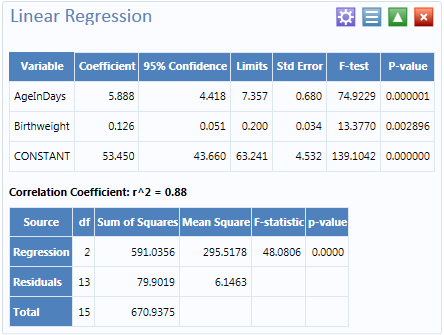 Linear Regression
Variable Coefficient 95% Confidence Limits Std Error F-test P-value
AgeInDays 5.888 4.418 7.357 0.680 74.9229 0.000001
Birthweight 0.126 0.051 0.200 0.034 13.3770 0.002896
CONSTANT 53.450 43.660 63.241 4.532 139.1042 0.000000
Correlation Coefficient: r^2 = 0.88
Source df Sum of Squares Mean Square F-statistic p-value
Regression 2 591.0356 295.5178 48.0806 0.0000
Residuals 13 79.9019 6.1463
Total 15 670.9375